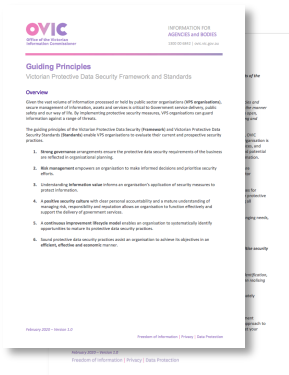 OVIC
Office of the Victorian
Information Commissioner
INFORMATION FOR
AGENCIES and BODIES
Guiding Principles
Victorian Protective Data Security Framework and Standards
Overview
Given the vast volume of information processed or held by public sector organisations (VPS organisations),
secure management of information, assets and services is critical to Government service delivery, public
safety and our way of life. By implementing protective security measures, VPS organisations can guard
information against a range of threats.
The guiding principles of the Victorian Protective Data Security (Framework) and Victorian Protective Data
Security Standards (Standards) enable VPS organisations to evaluate their current and prospective security
practices.
1. Strong governance arrangements ensure the protective security requirements of the business
are reflected in organisational planning.
2. Risk management empowers an organisation to make informed decisions and prioritise security
efforts.
3. Understanding information value informs an organisation's application of security measures to
protect information.
4. A positive security culture with clear personal accountability and a mature understanding of
managing risk, responsibility and reputation allows an organisation to function effectively and
support the delivery of government services.
5. A continuous improvement lifecycle model enables an organisation to automatically identify
opportunities to mature its protective data security practices.
6. Sound protective data security practices assist an organisation to achieve its objectives in an
efficient, effective and economic manner.
February 2020 – Version 1.0
Freedom of Information | Privacy | Data Protection
February 2020 – Version 1.0
Freedom of Information | Privacy | Data Protection